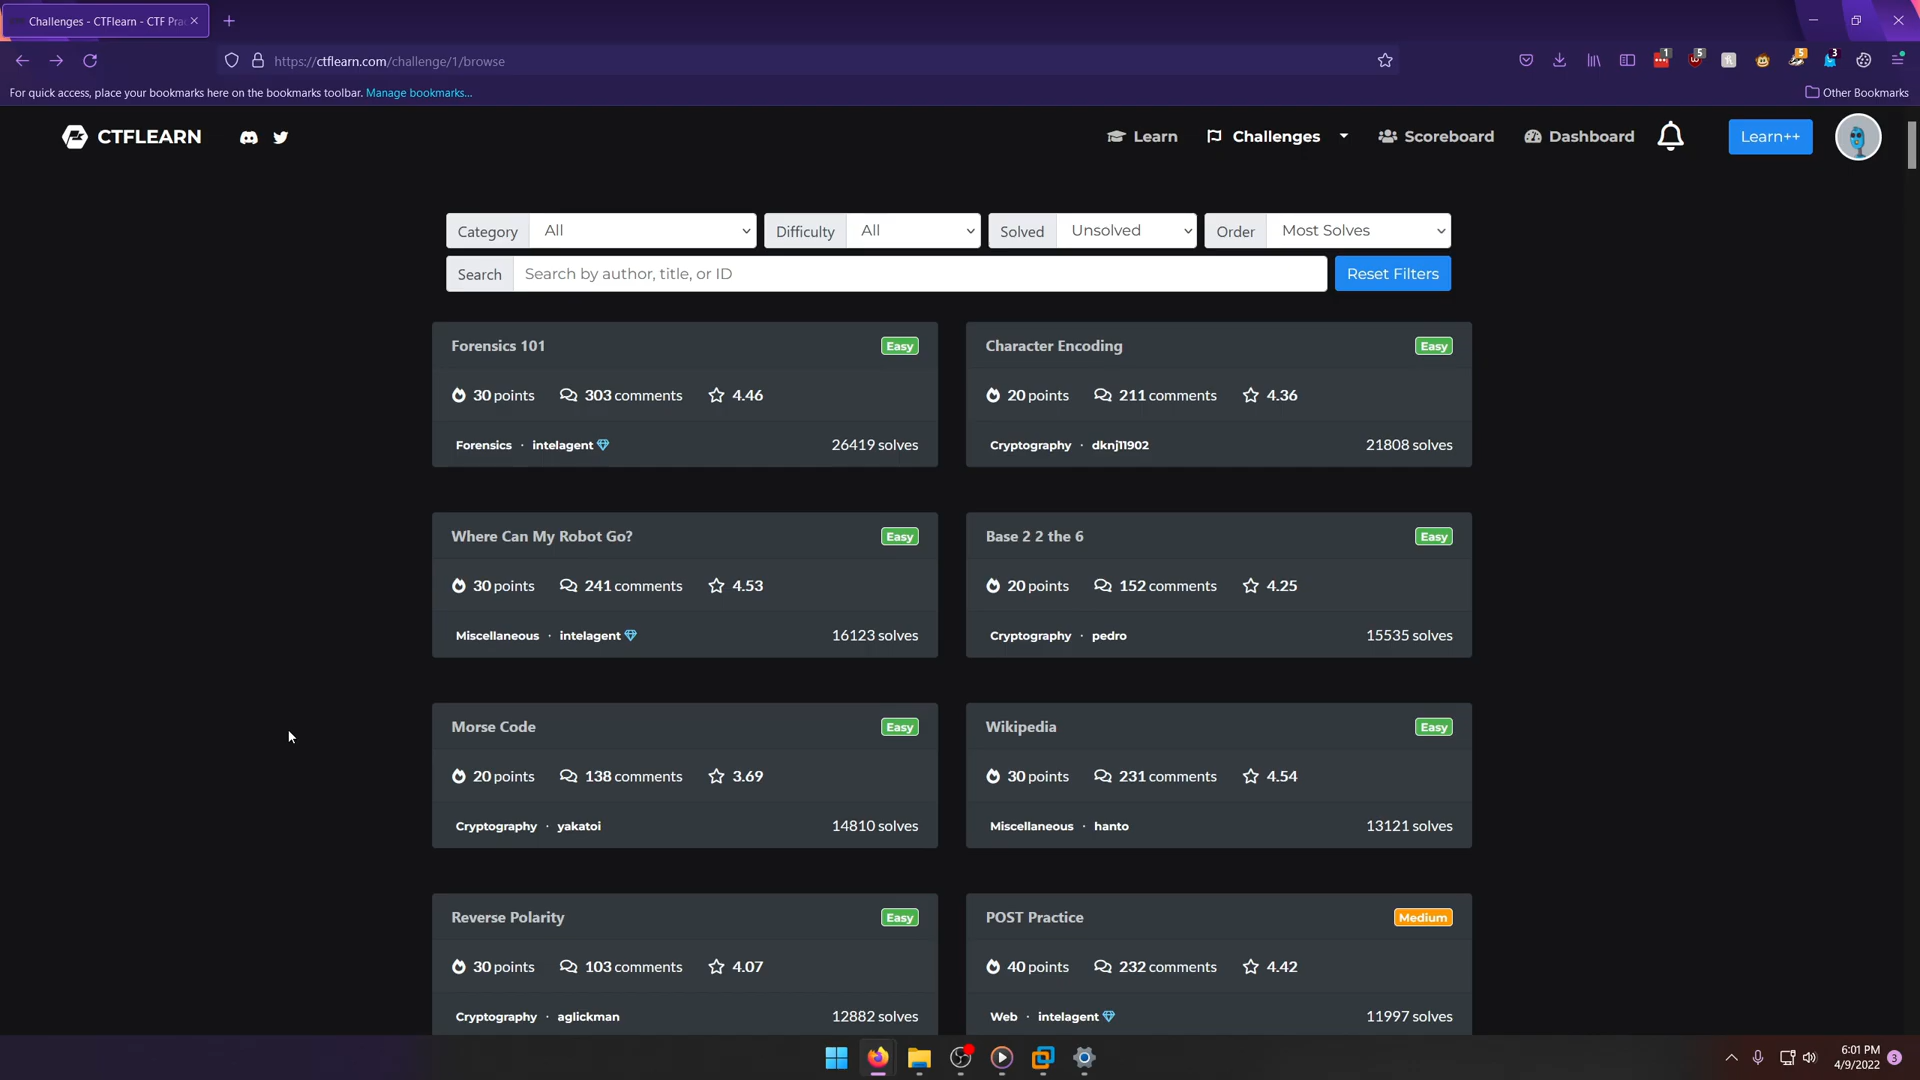 Challenges - CTFlearn - CTF Pra
https://ctflearn.com/challenge/1/browse
1
5
5
3
For quick access, place your bookmarks here on the bookmarks toolbar. Manage bookmarks...
Other Bookmarks
CTFLEARN
Learn
Challenges
Scoreboard
Dashboard
Learn++
Category
All
Difficulty
All
Solved
Unsolved
Order
Most Solves
Search
Search by author, title, or ID
Reset Filters
Forensics 101
Easy
30 points
303 comments
4.46
Forensics · intelagent
26419 solves
Character Encoding
Easy
20 points
211 comments
4.36
Cryptography · dknj11902
21808 solves
Where Can My Robot Go?
Easy
30 points
241 comments
4.53
Miscellaneous · intelagent
16123 solves
Base 2 2 the 6
Easy
20 points
152 comments
4.25
Cryptography · pedro
15535 solves
Morse Code
Easy
20 points
138 comments
3.69
Cryptography · yakatoi
14810 solves
Wikipedia
Easy
30 points
231 comments
4.54
Miscellaneous · hanto
13121 solves
Reverse Polarity
Easy
30 points
103 comments
4.07
Cryptography · aglickman
12882 solves
POST Practice
Medium
40 points
232 comments
4.42
Web · intelagent
11997 solves
6:01 PM
4/9/2022
3